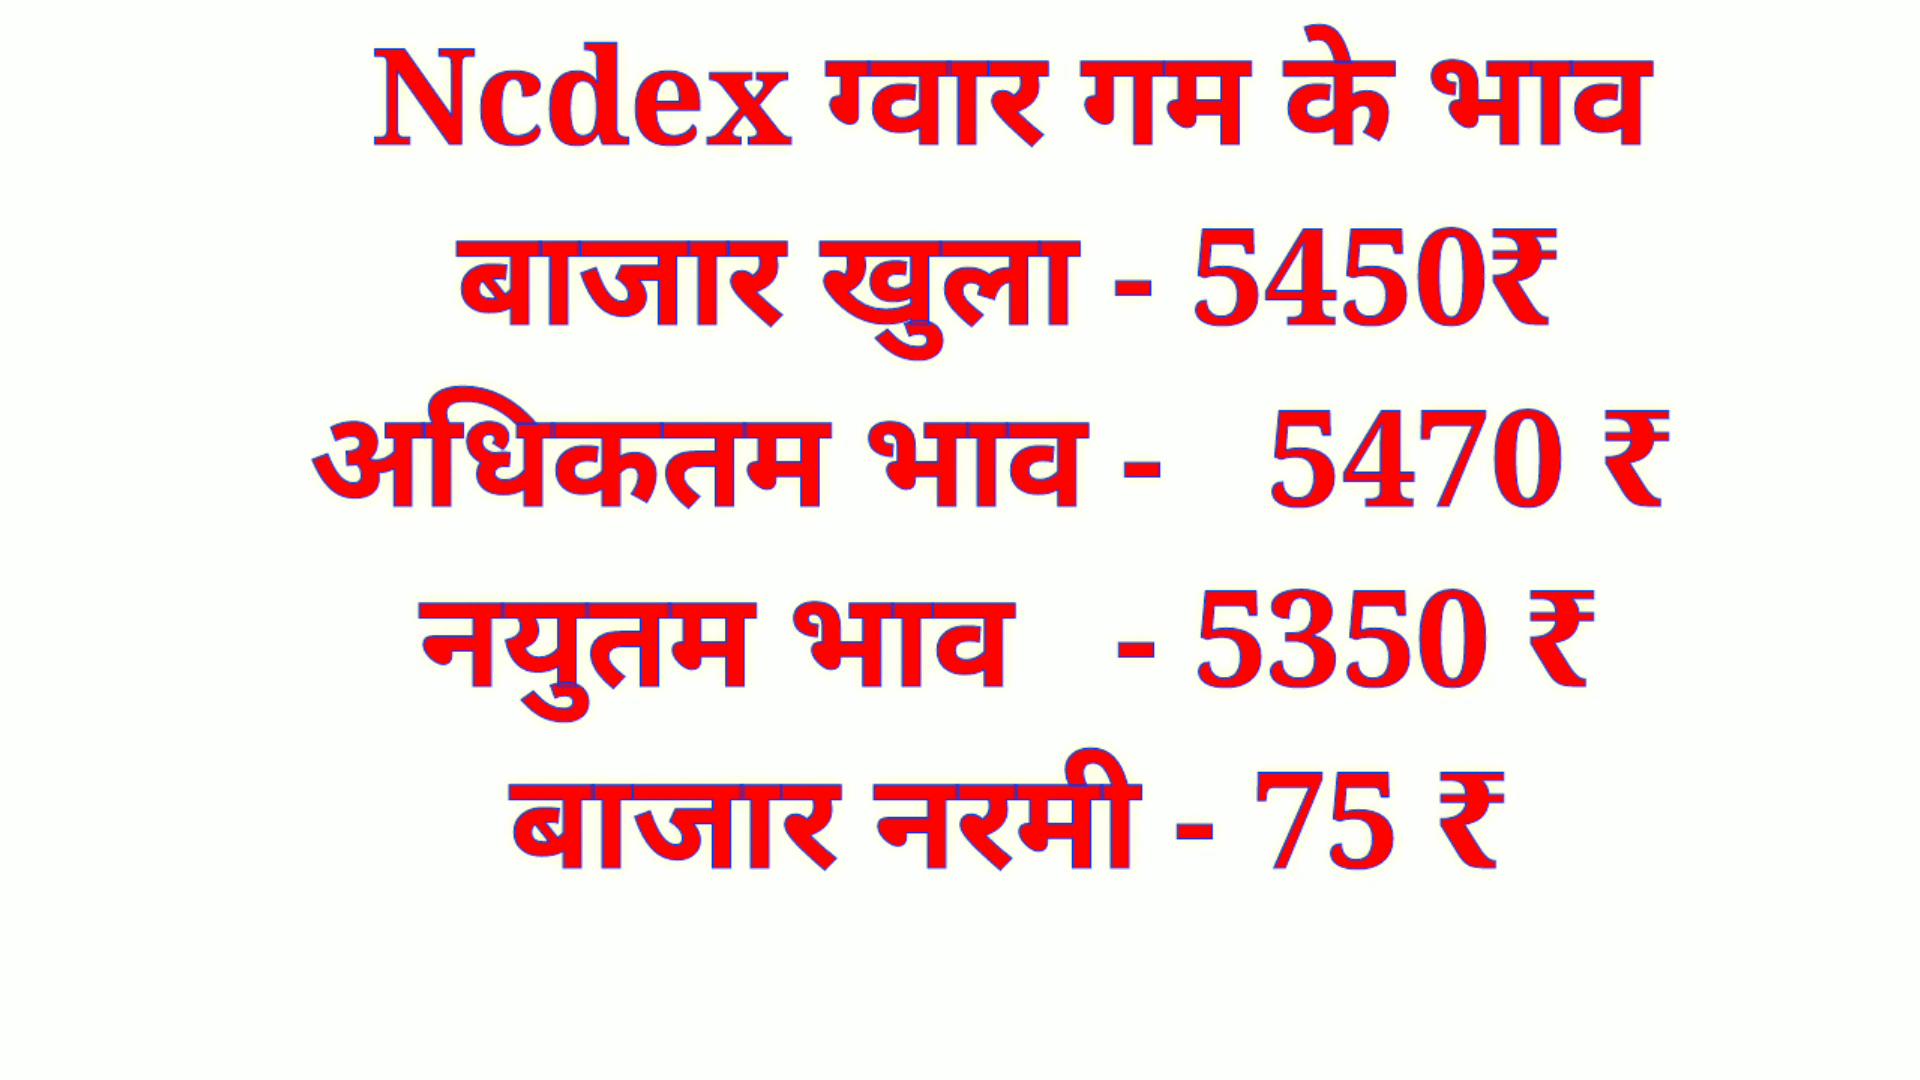 Ncdex ग्वार गम के भाव
बाजार खुला - 5450₹
अधिकतम भाव -   5470 ₹
नयुतम भाव   - 5350 ₹
बाजार नरमी - 75 ₹